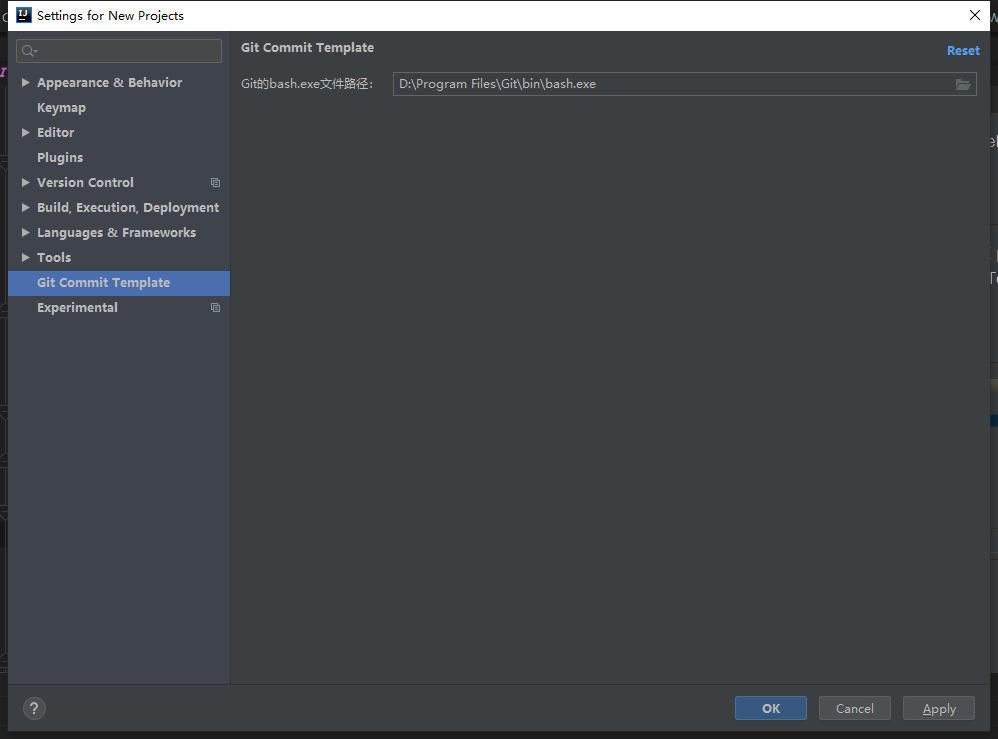 Settings for New Projects
Git Commit Template
Reset
Git的bash.exe文件路径：
D:\Program Files\Git\bin\bash.exe
Appearance & Behavior
Keymap
Editor
Plugins
Version Control
Build, Execution, Deployment
Languages & Frameworks
Tools
Git Commit Template
Experimental
?
OK
Cancel
Apply